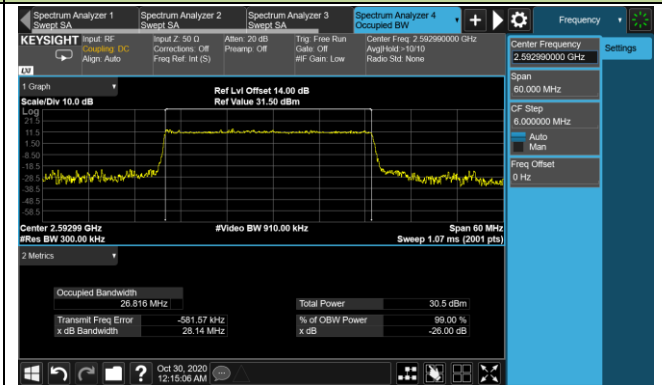 Spectrum Analyzer 1
Swept SA
Spectrum Analyzer 2
Swept SA
Spectrum Analyzer 3
Swept SA
Spectrum Analyzer 4
Occupied BW
Frequency
KEYSIGHT
Input: RF
Coupling: DC
Align: Auto
Input Z: 50 Ω
Corrections: Off
Freq Ref: Int (S)
Atten: 20 dB
Preamp: Off
Trig: Free Run
Gate: Off
#IF Gain: Low
Center Freq: 2.592990000 GHz
Avg|Hold:>10/10
Radio Std: None
LXI
Center Frequency
2.592990000 GHz
Settings
Span
60.000 MHz
CF Step
6.000000 MHz
Auto
Man
Freq Offset
0 Hz
1 Graph
Scale/Div 10.0 dB
Ref Lvl Offset 14.00 dB
Ref Value 31.50 dBm
Log
21.5
11.5
1.50
-8.50
-18.5
-28.5
-38.5
-48.5
-58.5
Center 2.59299 GHz
#Res BW 300.00 kHz
#Video BW 910.00 kHz
Span 60 MHz
Sweep 1.07 ms (2001 pts)
2 Metrics
Occupied Bandwidth
26.816 MHz
Total Power
30.5 dBm
Transmit Freq Error
-581.57 kHz
% of OBW Power
99.00 %
x dB Bandwidth
28.14 MHz
x dB
-26.00 dB
?
Oct 30, 2020
12:15:06 AM